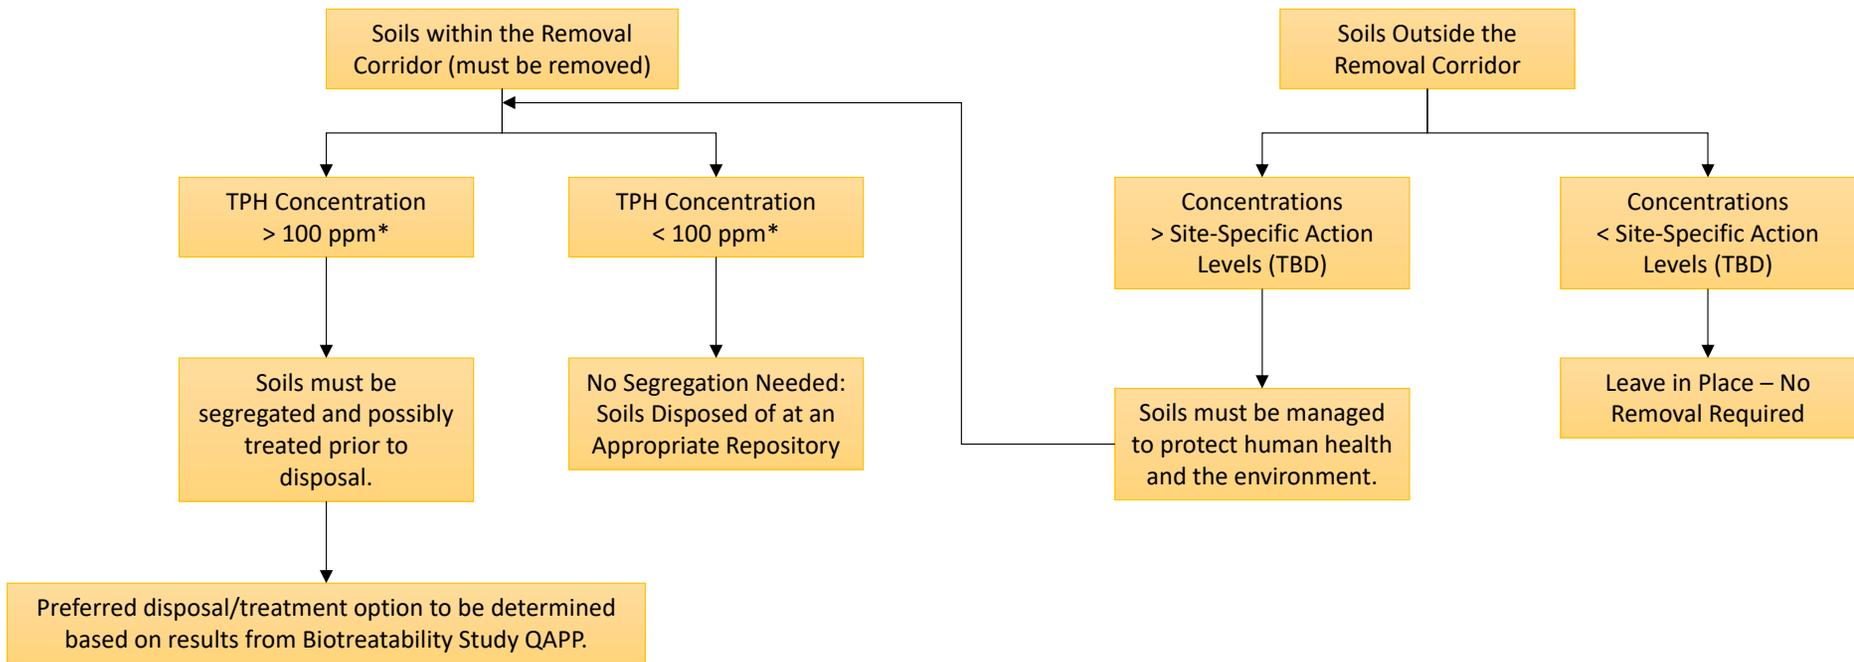 Soils within the Removal
Corridor (must be removed)
Soils Outside the
Removal Corridor
TPH Concentration
> 100 ppm*
TPH Concentration
< 100 ppm*
Concentrations
> Site-Specific Action
Levels (TBD)
Concentrations
< Site-Specific Action
Levels (TBD)
Soils must be
segregated and possibly
treated prior to
disposal.
No Segregation Needed:
Soils Disposed of at an
Appropriate Repository
Soils must be managed
to protect human health
and the environment.
Leave in Place – No
Removal Required
Preferred disposal/treatment option to be determined
based on results from Biotreatability Study QAPP.